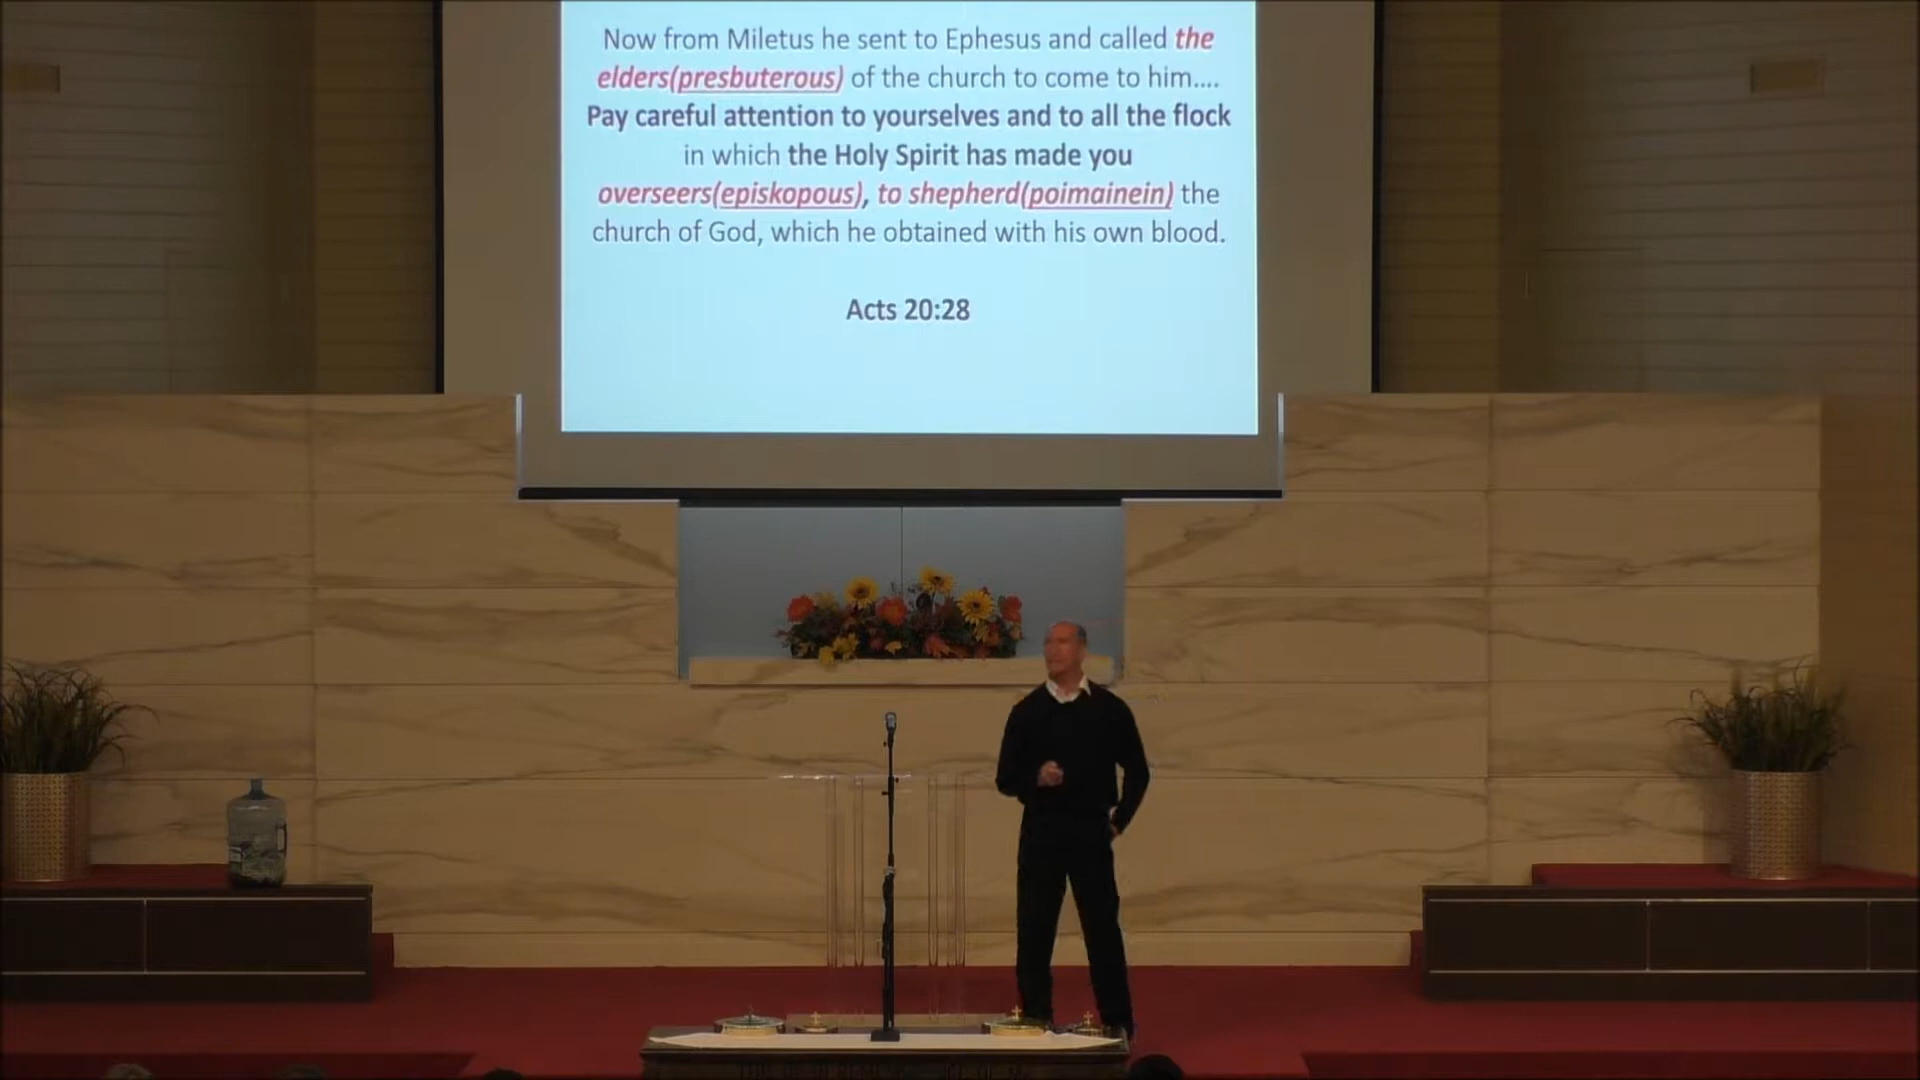 Now from Miletus he sent to Ephesus and called the
elders(presbuterous) of the church to come to him....
Pay careful attention to yourselves and to all the flock
in which the Holy Spirit has made you
overseers(episkopous), to shepherd(poimainein) the
church of God, which he obtained with his own blood.
Acts 20:28